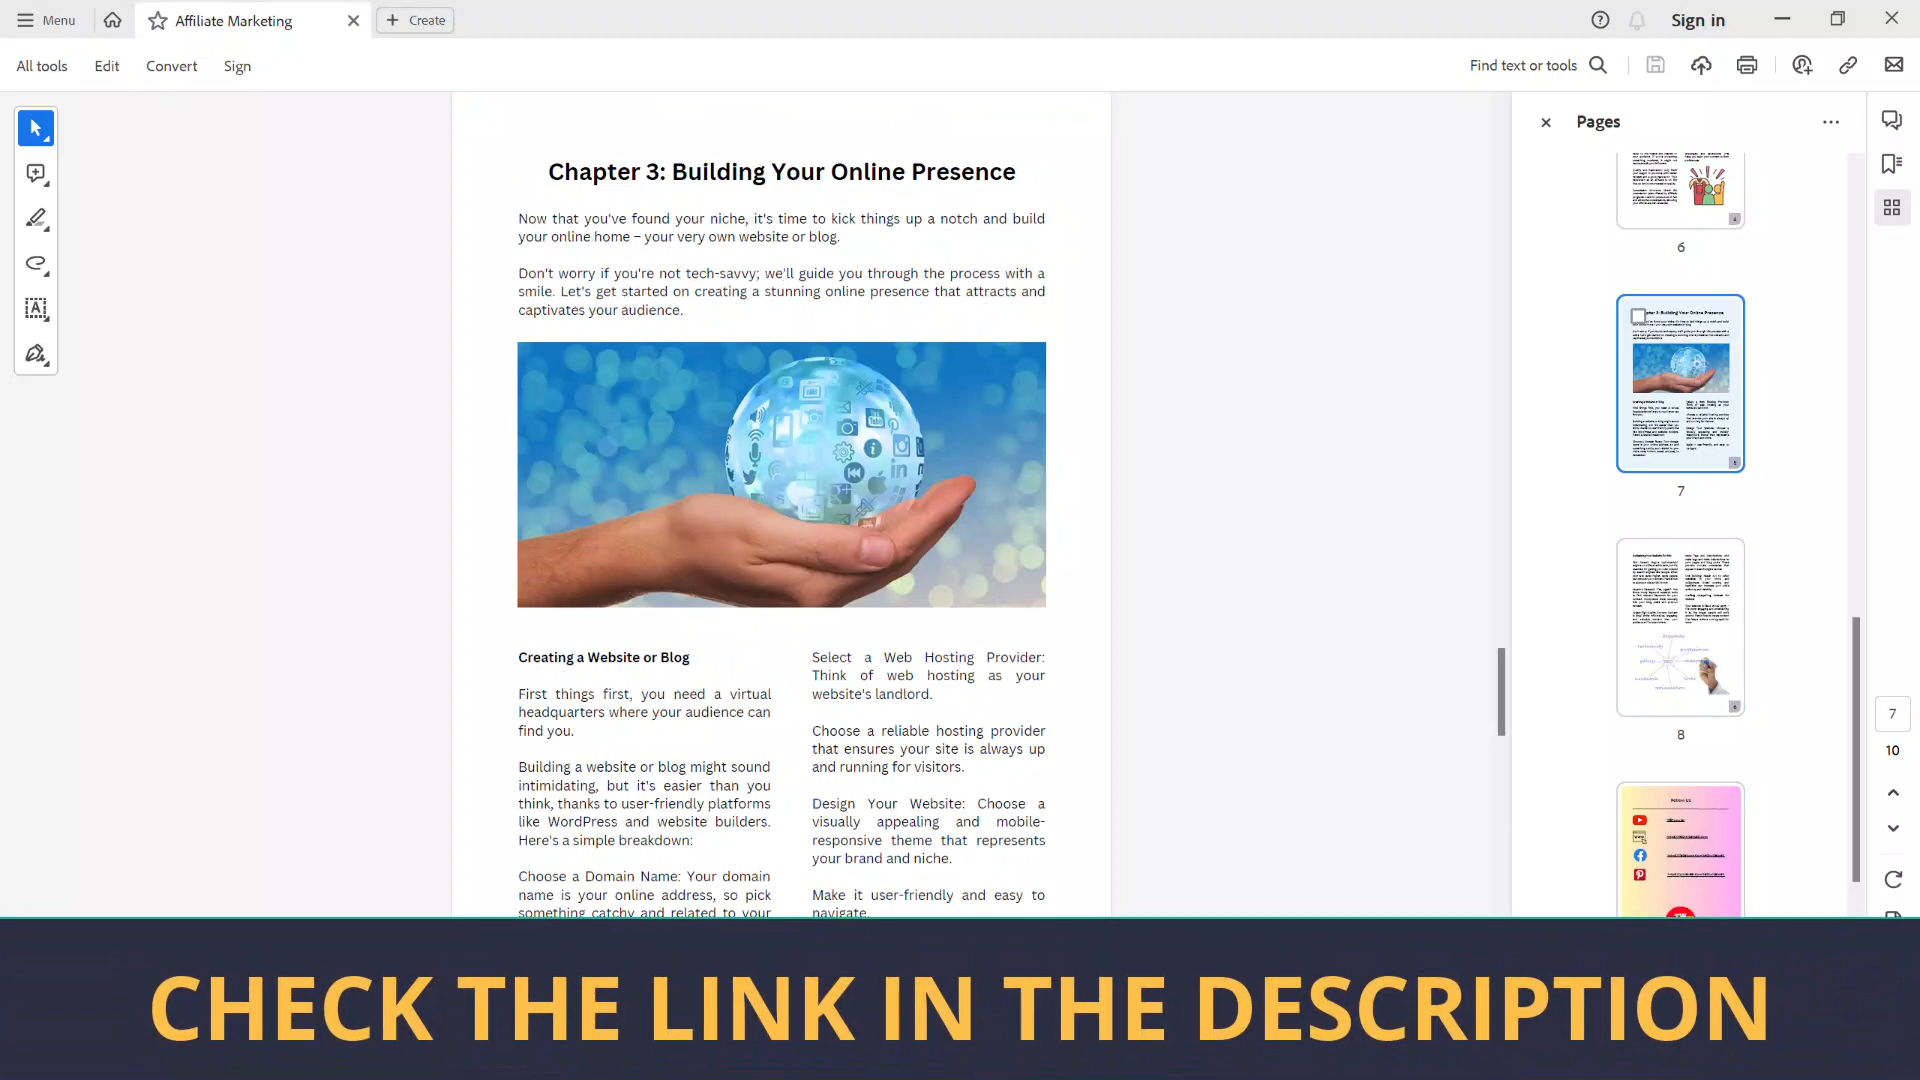 Menu
Affiliate Marketing
Create
Sign in
All tools
Edit
Convert
Sign
Find text or tools
Chapter 3: Building Your Online Presence
Now that you've found your niche, it's time to kick things up a notch and build
your online home – your very own website or blog.
Don't worry if you're not tech-savvy; we'll guide you through the process with a
smile. Let's get started on creating a stunning online presence that attracts and
captivates your audience.
Creating a Website or Blog
First things first, you need a virtual
headquarters where your audience can
find you.
Building a website or blog might sound
intimidating, but it's easier than you
think, thanks to user-friendly platforms
like WordPress and website builders.
Here's a simple breakdown:
Choose a Domain Name: Your domain
name is your online address, so pick
something catchy and related to your
Select a Web Hosting Provider:
Think of web hosting as your
website's landlord.
Choose a reliable hosting provider
that ensures your site is always up
and running for visitors.
Design Your Website: Choose a
visually appealing and mobile-
responsive theme that represents
your brand and niche.
Make it user-friendly and easy to
navigate.
Pages
6
7
8
Follow Us
7
10
CHECK THE LINK IN THE DESCRIPTION